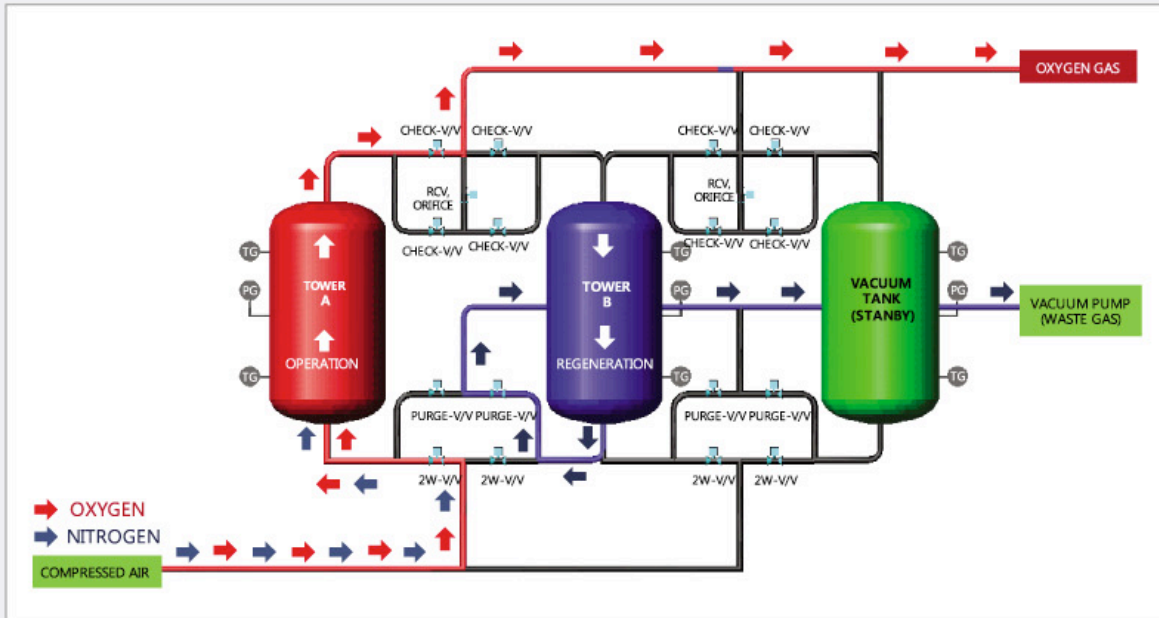 OXYGEN GAS
CHECK-V/V
CHECK-V/V
CHECK-V/V
CHECK-V/V
RCV,
ORIFICE
RCV,
ORIFICE
CHECK-V/V
CHECK-V/V
CHECK-V/V
CHECK-V/V
TG
TG
TG
PG
PG
PG
TOWER
A
OPERATION
TOWER
B
REGENERATION
VACUUM
TANK
(STANBY)
VACUUM PUMP
(WASTE GAS)
TG
TG
TG
PURGE-V/V
PURGE-V/V
PURGE-V/V
PURGE-V/V
2W-V/V
2W-V/V
2W-V/V
2W-V/V
OXYGEN
NITROGEN
COMPRESSED AIR